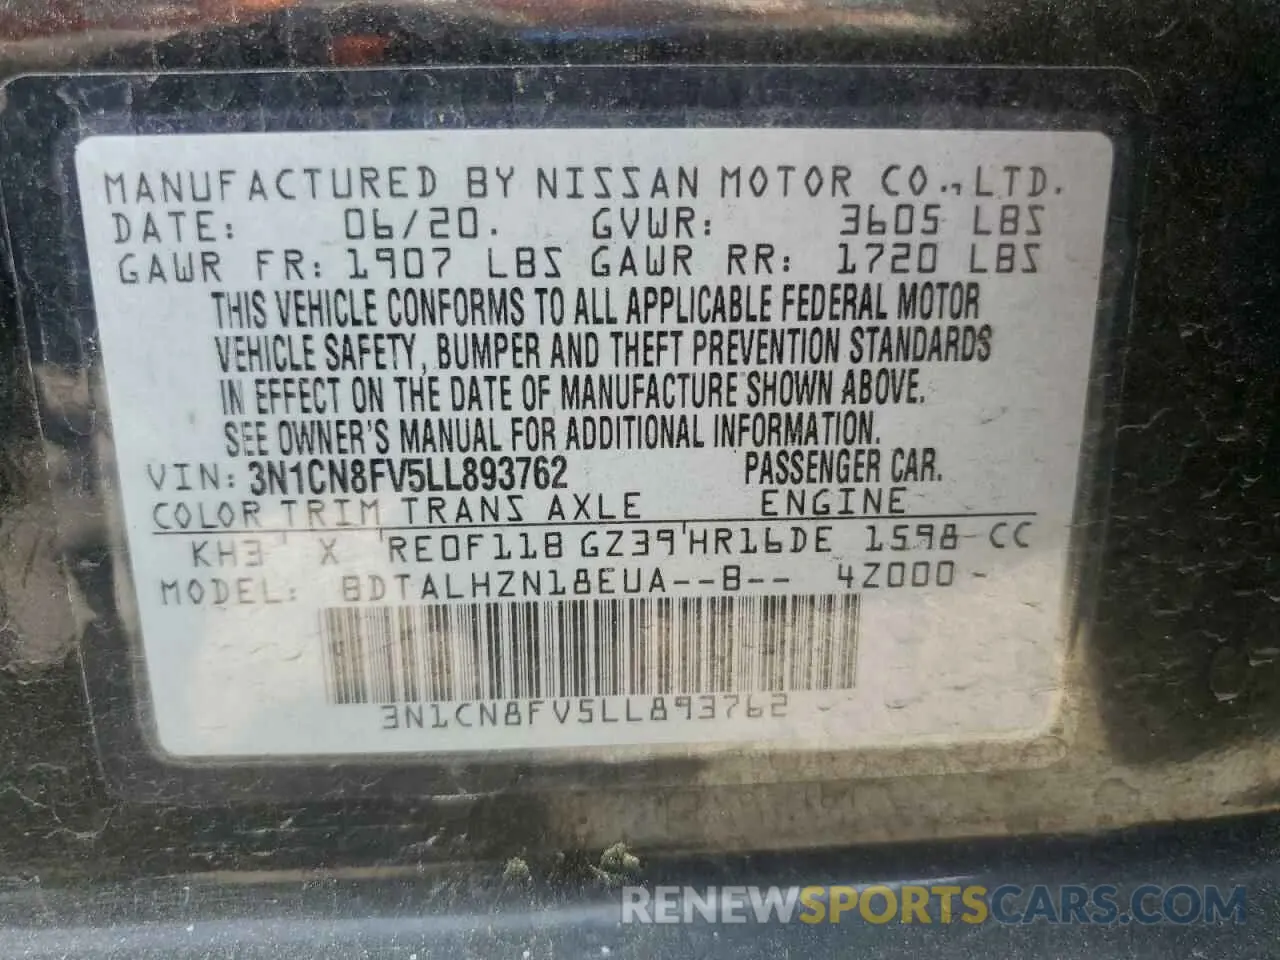 MANUFACTURED BY NISSAN MOTOR CO., LTD.
DATE: 06/20. GVWR: 3605 LBS
GAWR FR: 1907 LBS GAWR RR: 1720 LBS
THIS VEHICLE CONFORMS TO ALL APPLICABLE FEDERAL MOTOR
VEHICLE SAFETY, BUMPER AND THEFT PREVENTION STANDARDS
IN EFFECT ON THE DATE OF MANUFACTURE SHOWN ABOVE.
SEE OWNER'S MANUAL FOR ADDITIONAL INFORMATION.
VIN: 3N1CN8FV5LL893762 PASSENGER CAR.
COLOR TRIM TRANS AXLE ENGINE
KH3 X RE0F11B GZ39 HR16DE 1598 CC
MODEL: BDTALHZN18EUA--B-- 4Z000 -
3N1CN8FV5LL893762
RENEWSPORTSCARS.COM